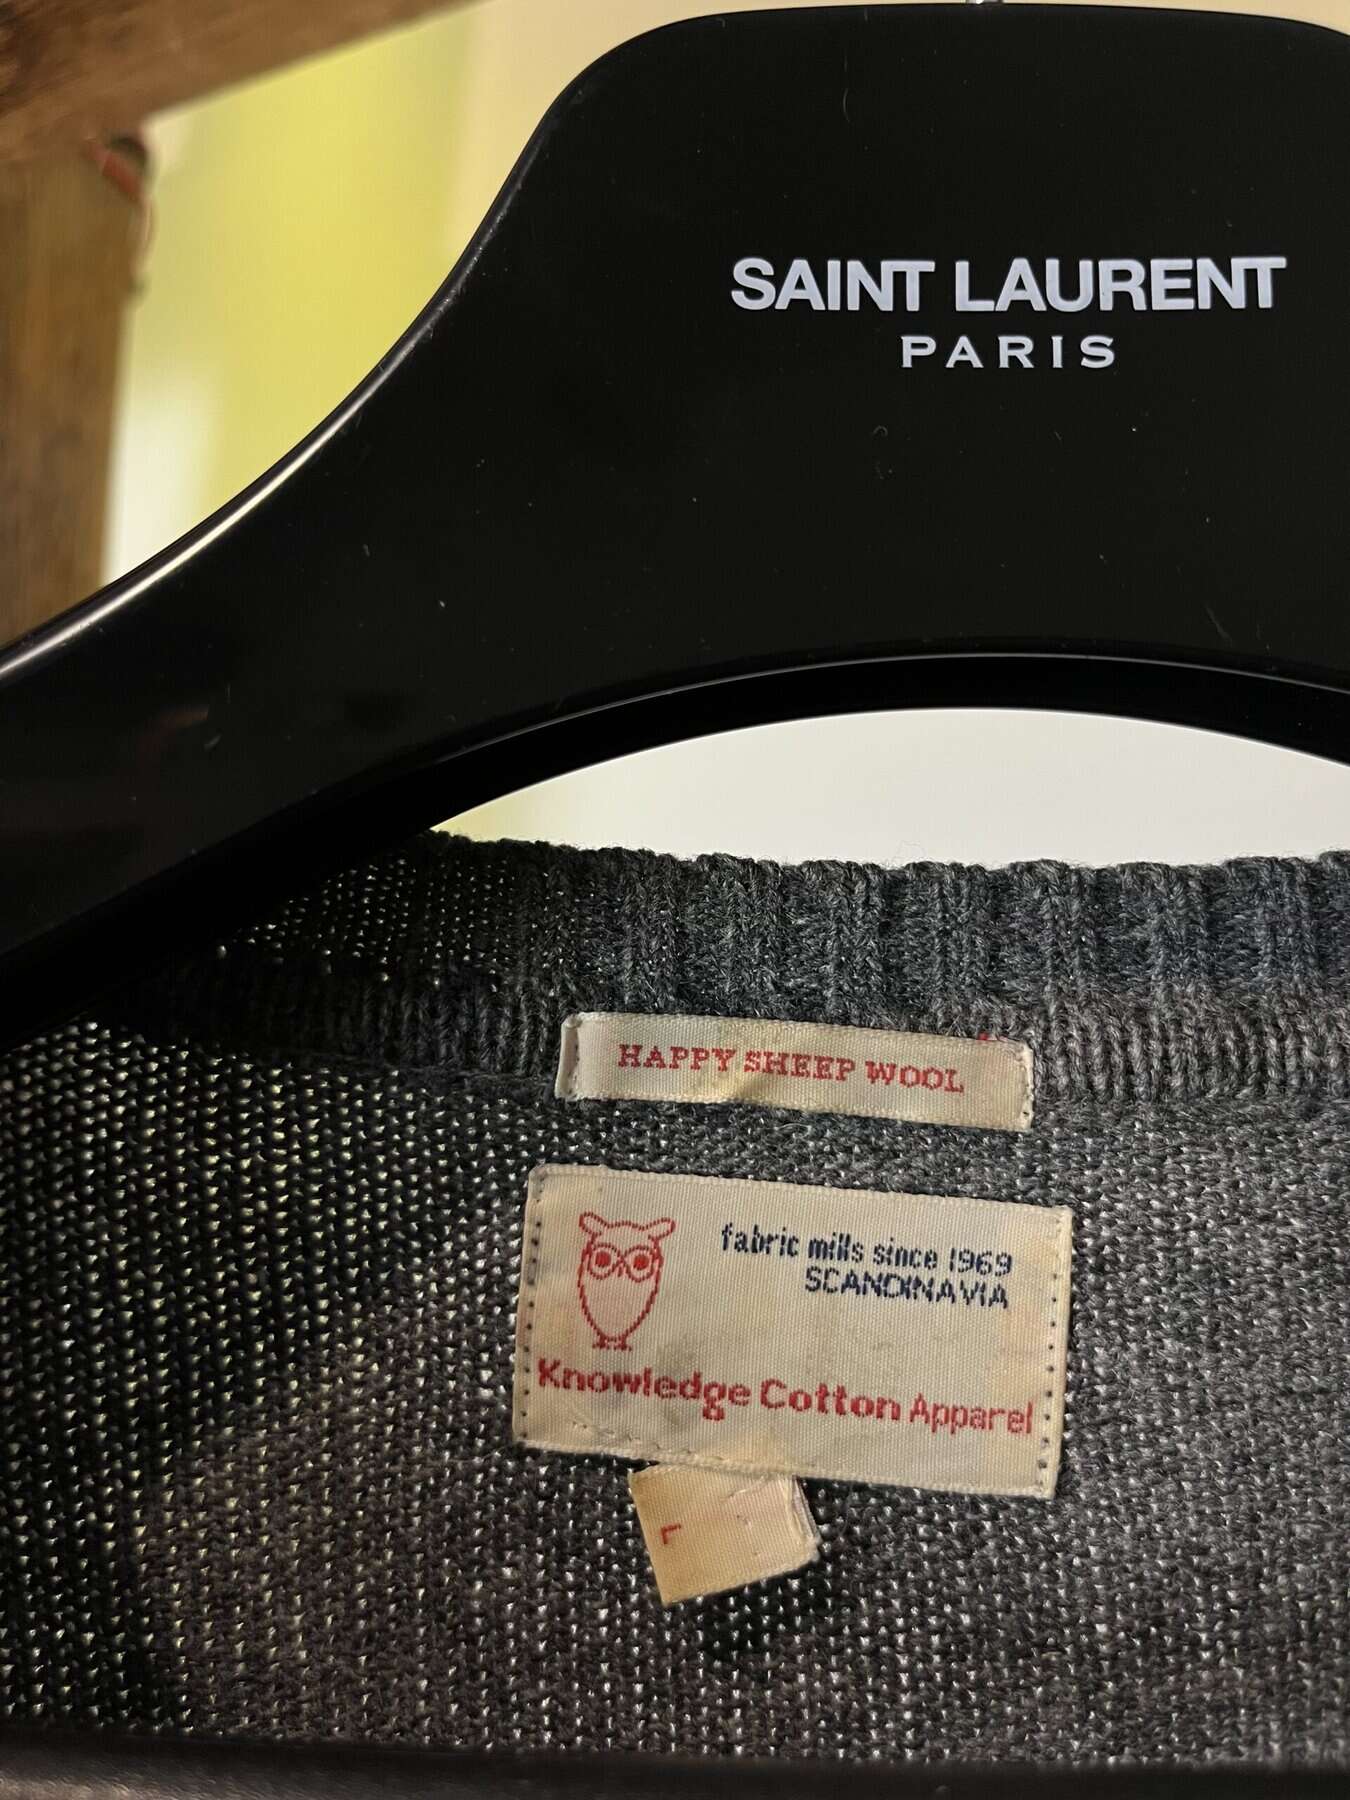 SAINT LAURENT
PARIS
HAPPY SHEEP WOOL
fabric mills since 1969
SCANDINAVIA
Knowledge Cotton Apparel
L